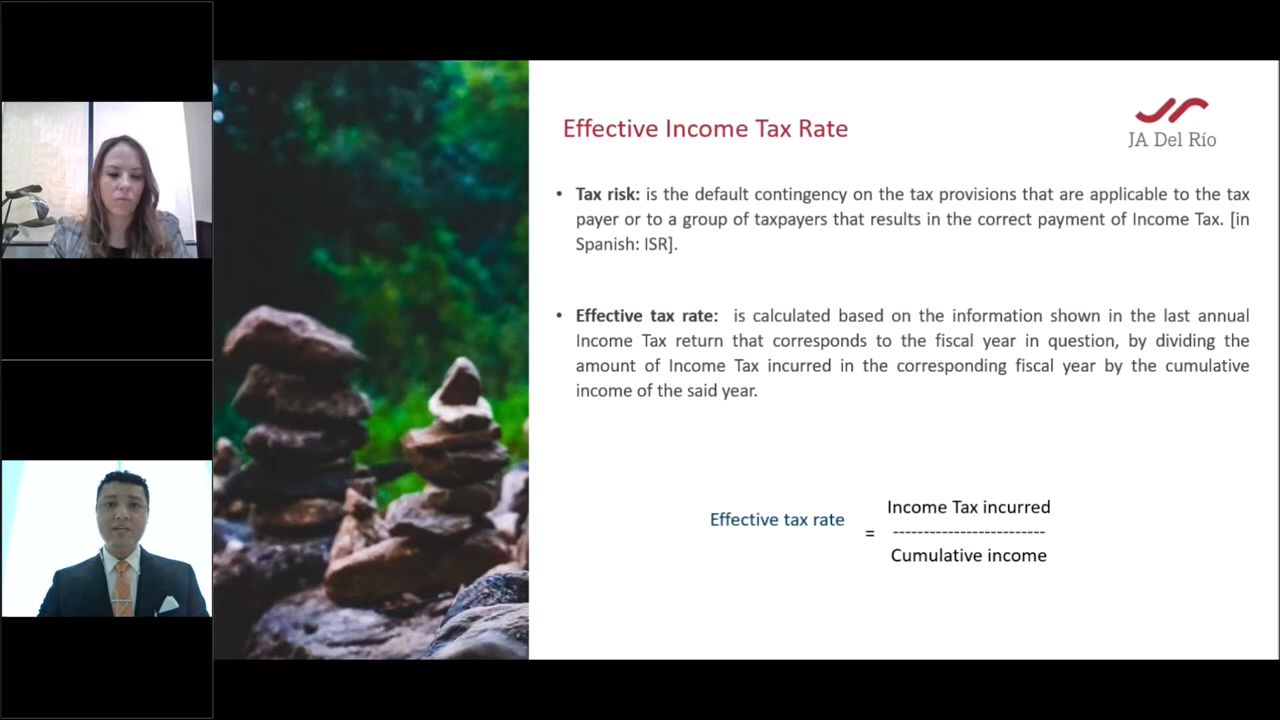 Effective Income Tax Rate
JA Del Río
• Tax risk: is the default contingency on the tax provisions that are applicable to the tax
payer or to a group of taxpayers that results in the correct payment of Income Tax. [in
Spanish: ISR].
• Effective tax rate: is calculated based on the information shown in the last annual
Income Tax return that corresponds to the fiscal year in question, by dividing the
amount of Income Tax incurred in the corresponding fiscal year by the cumulative
income of the said year.
Effective tax rate
=
Income Tax incurred
-------------------------
Cumulative income